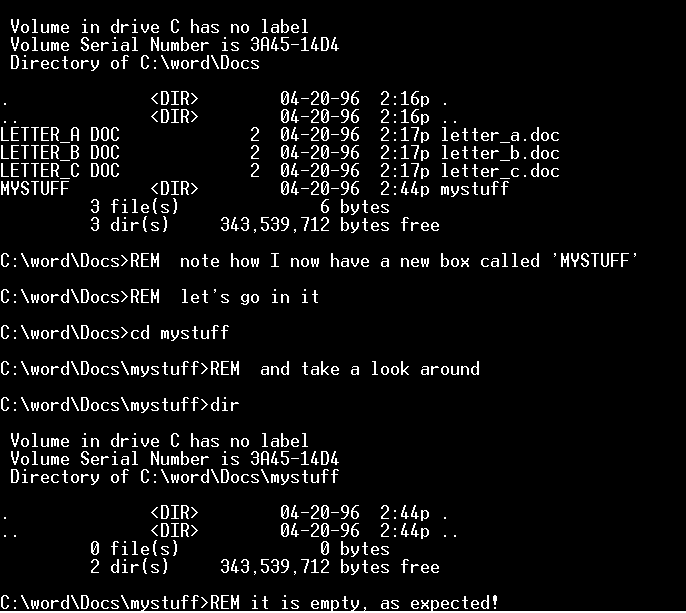 Volume in drive C has no label
Volume Serial Number is 3A45-14D4
Directory of C:\word\Docs
.              <DIR>        04-20-96  2:16p .
..             <DIR>        04-20-96  2:16p ..
LETTER_A DOC             2  04-20-96  2:17p letter_a.doc
LETTER_B DOC             2  04-20-96  2:17p letter_b.doc
LETTER_C DOC             2  04-20-96  2:17p letter_c.doc
MYSTUFF        <DIR>        04-20-96  2:44p mystuff
         3 file(s)              6 bytes
         3 dir(s)     343,539,712 bytes free
C:\word\Docs>REM  note how I now have a new box called 'MYSTUFF'
C:\word\Docs>REM  let's go in it
C:\word\Docs>cd mystuff
C:\word\Docs\mystuff>REM  and take a look around
C:\word\Docs\mystuff>dir
Volume in drive C has no label
Volume Serial Number is 3A45-14D4
Directory of C:\word\Docs\mystuff
.              <DIR>        04-20-96  2:44p .
..             <DIR>        04-20-96  2:44p ..
         0 file(s)              0 bytes
         2 dir(s)     343,539,712 bytes free
C:\word\Docs\mystuff>REM it is empty, as expected!